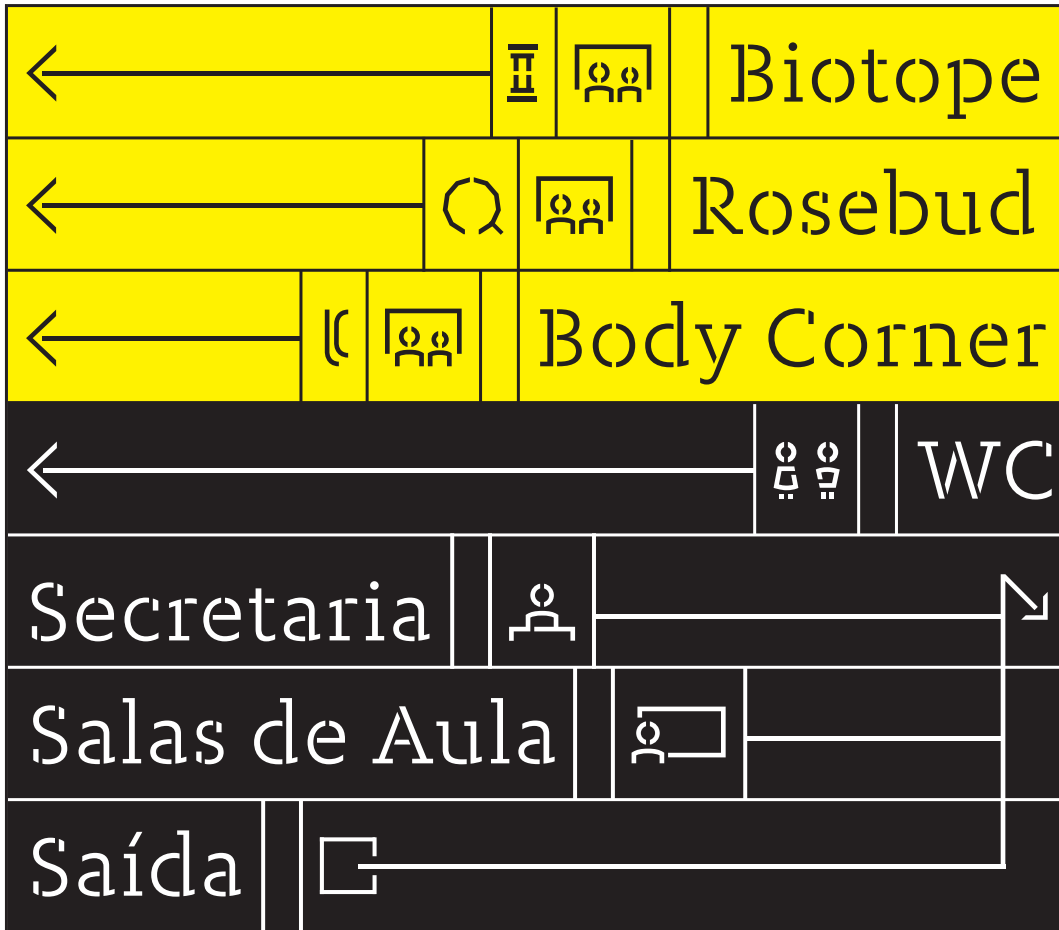 Biotope
Rosebud
Body Corner
WC
Secretaria
Salas de Aula
Saída